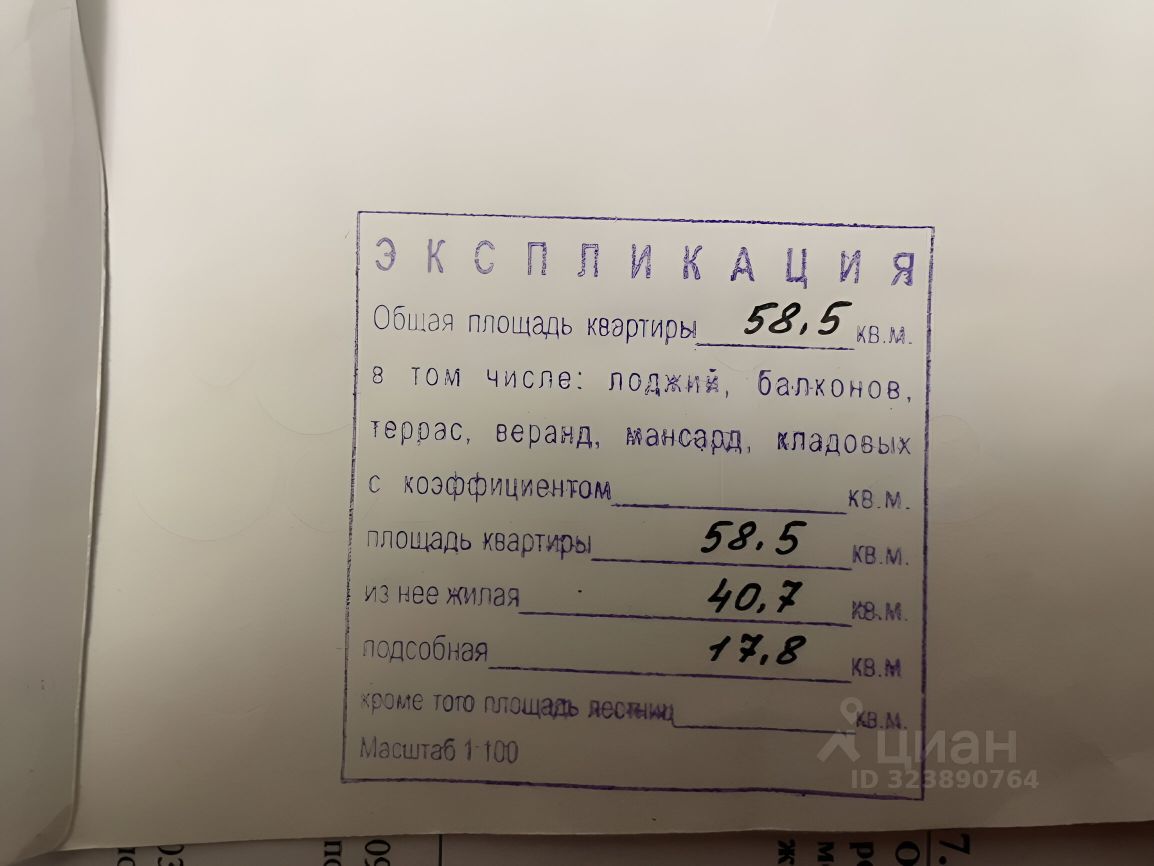 ЭКСПЛИКАЦИЯ
Общая площадь квартиры 58,5 кв.м.
в том числе: лоджий, балконов,
террас, веранд, мансард, кладовых
с коэффициентом кв.м.
площадь квартиры 58,5 кв.м.
из нее жилая 40,7 кв.м.
подсобная 17,8 кв.м
кроме того площадь лестниц кв.м.
Масштаб 1:100
циан
ID 323890764